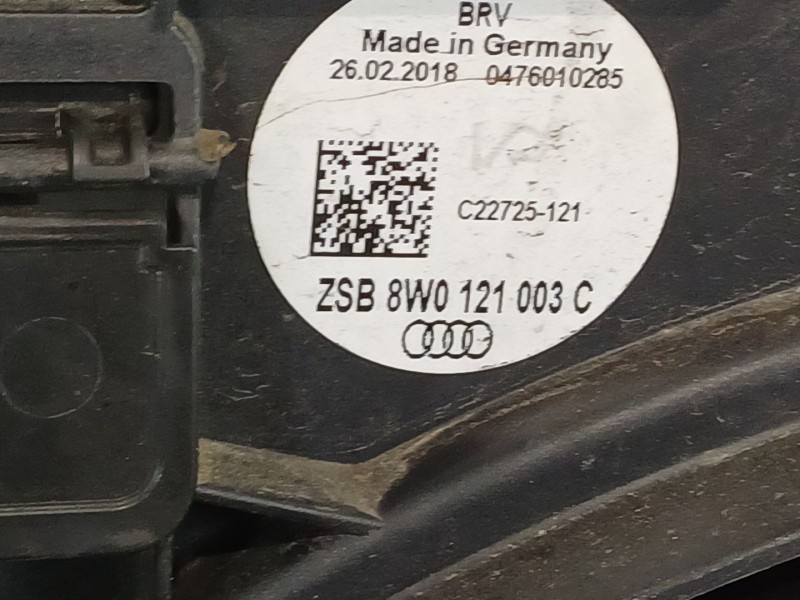 BRV
Made in Germany
26.02.2018 0476010285
C22725-121
ZSB 8W0 121 003 C